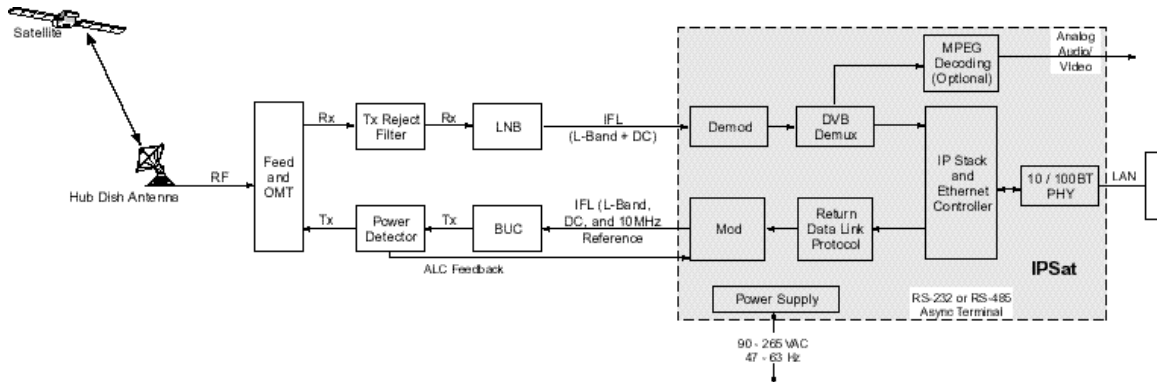 Satellite
Hub Dish Antenna
RF
Feed
and
OMT
Rx
Tx Reject
Filter
Rx
LNB
IFL
(L-Band + DC)
Demod
DVB
Demux
MPEG
Decoding
(Optional)
Analog
Audio/
Video
IP Stack
and
Ethernet
Controller
10 / 100BT
PHY
LAN
Tx
Power
Detector
Tx
BUC
IFL (L-Band,
DC, and 10MHz
Reference
Mod
Return
Data Link
Protocol
ALC Feedback
IPSat
Power Supply
RS-232 or RS-485
Async Terminal
90 - 265 VAC
47 - 63 Hz